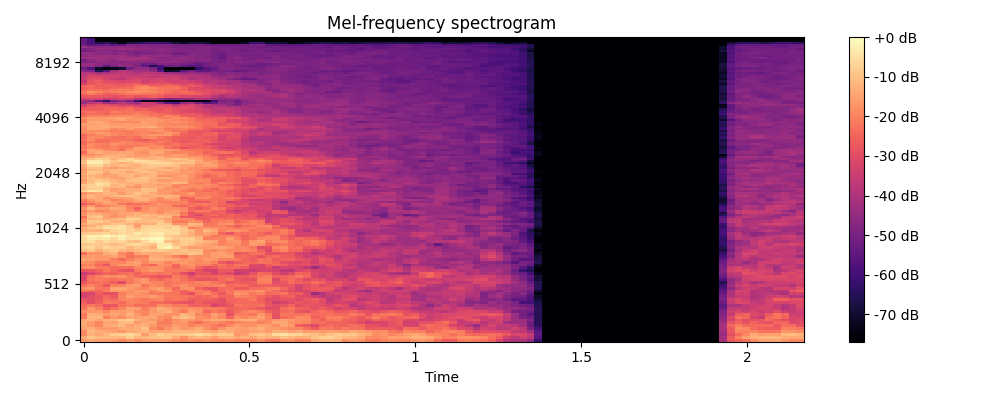 Mel-frequency spectrogram
Hz
8192
4096
2048
1024
512
0
0 0.5 1 1.5 2
Time
+0 dB
-10 dB
-20 dB
-30 dB
-40 dB
-50 dB
-60 dB
-70 dB